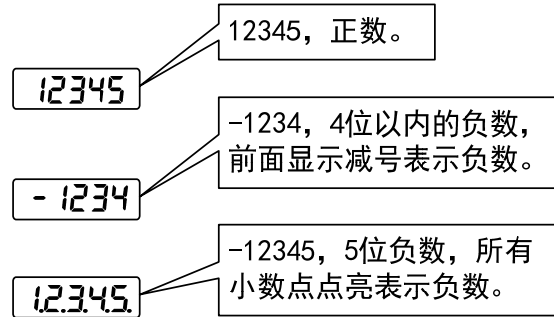 12345，正数。
12345
-1234，4位以内的负数，
前面显示减号表示负数。
-1234
-12345，5位负数，所有
小数点点亮表示负数。
1.2.3.4.5.